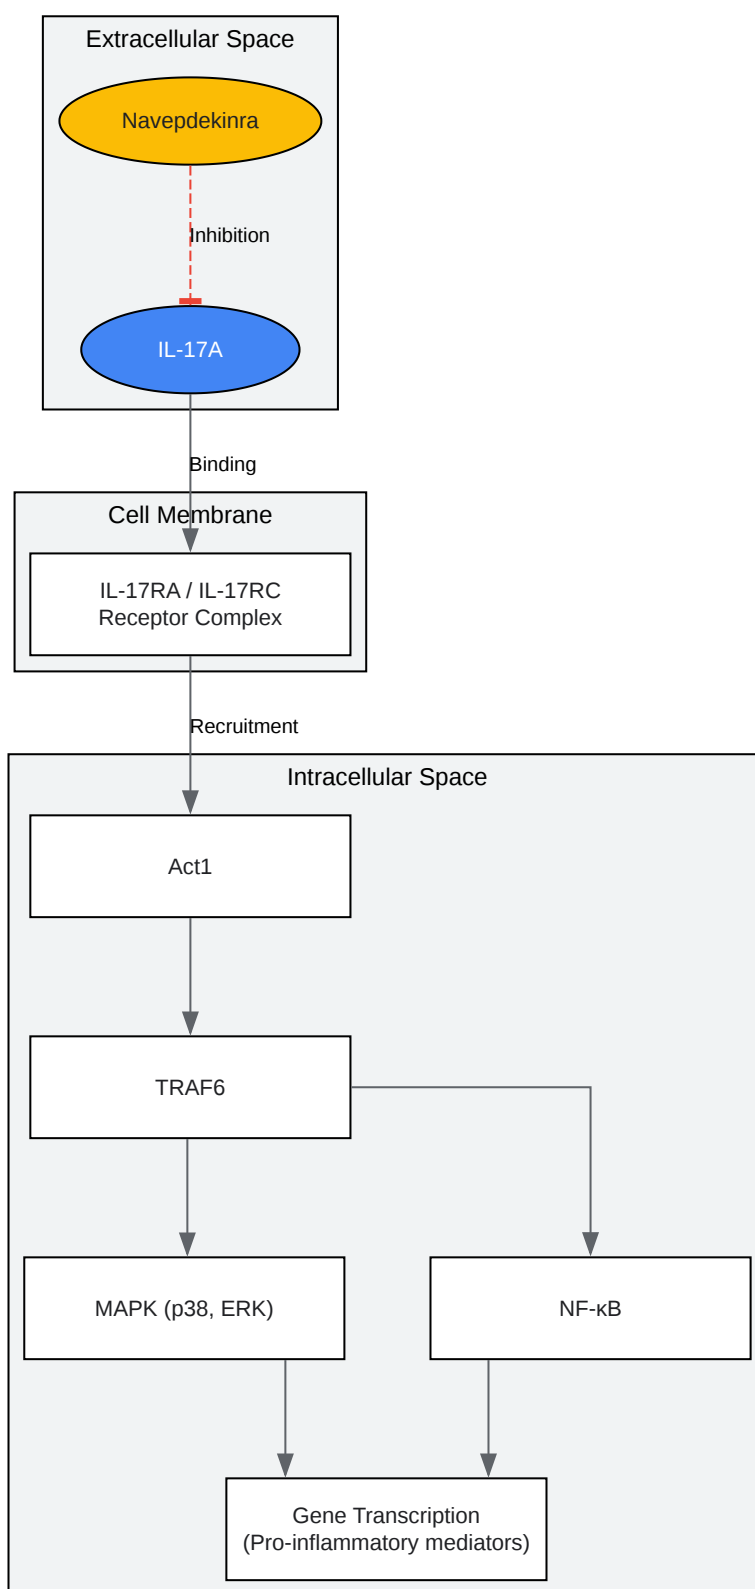 Extracellular Space
Navepdekinra
Inhibition
IL-17A
Binding
Cell Membrane
IL-17RA / IL-17RC
Receptor Complex
Recruitment
Intracellular Space
Act1
TRAF6
MAPK (p38, ERK)
NF-κB
Gene Transcription
(Pro-inflammatory mediators)